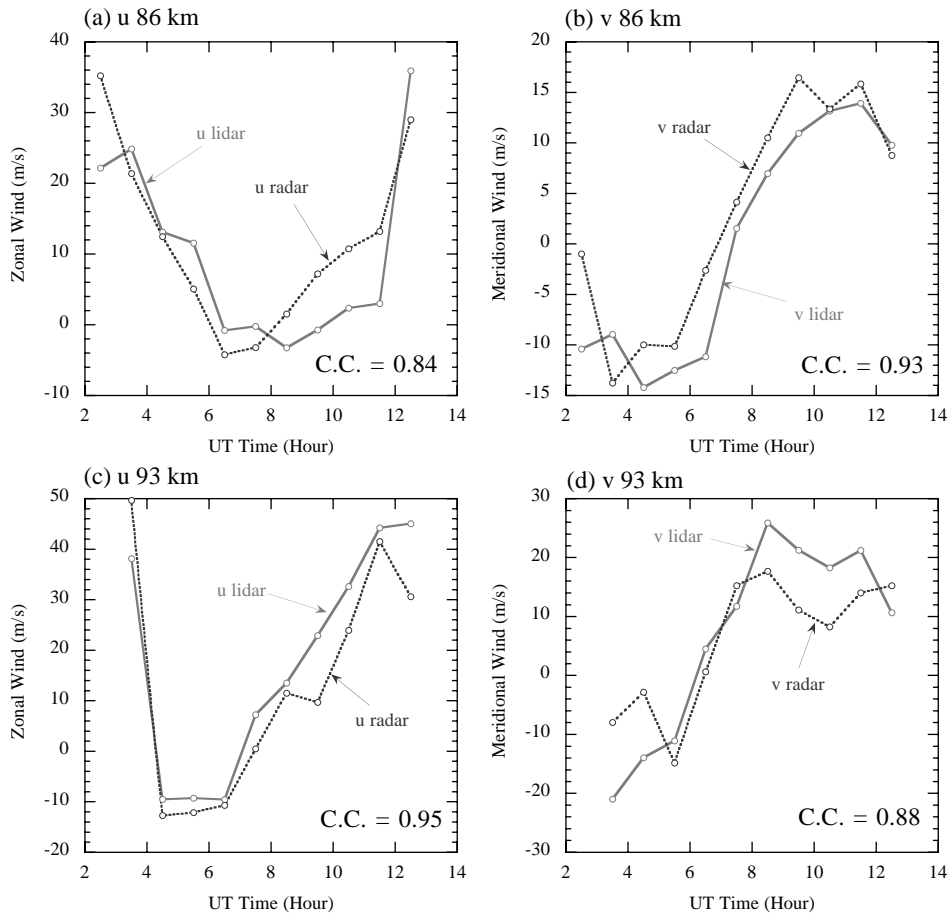 (a) u 86 km
40
30
20
10
0
-10
Zonal Wind (m/s)
u lidar
u radar
C.C. = 0.84
2 4 6 8 10 12 14
UT Time (Hour)
(b) v 86 km
20
15
10
5
0
-5
-10
-15
Meridional Wind (m/s)
v radar
v lidar
C.C. = 0.93
2 4 6 8 10 12 14
UT Time (Hour)
(c) u 93 km
50
40
30
20
10
0
-10
-20
Zonal Wind (m/s)
u lidar
u radar
C.C. = 0.95
2 4 6 8 10 12 14
UT Time (Hour)
(d) v 93 km
30
20
10
0
-10
-20
-30
Meridional Wind (m/s)
v lidar
v radar
C.C. = 0.88
2 4 6 8 10 12 14
UT Time (Hour)